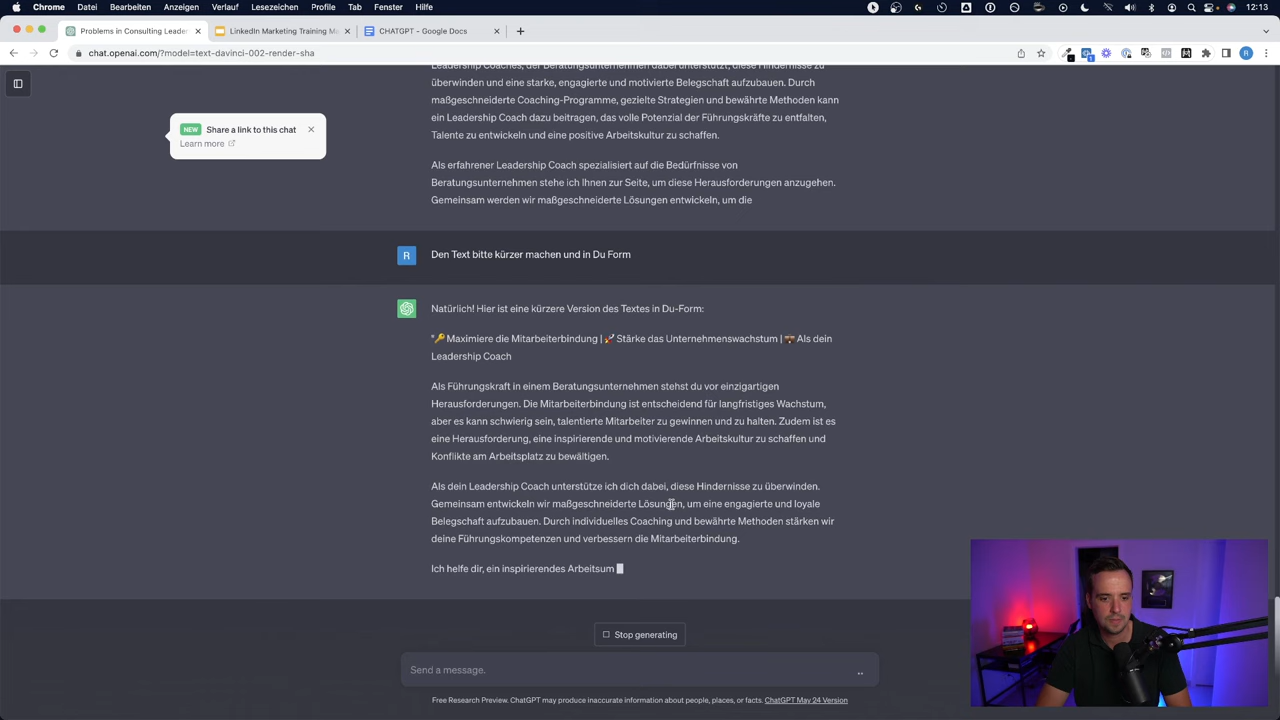 Chrome Ablage Bearbeiten Darstellung Verlauf Lesezeichen Profile Tab Fenster Hilfe 12:13
Problems in Consulting Leader LinkedIn Marketing Training M CHATGPT - Google Docs
chat.openai.com/?model=text-davinci-002-render-sha
Leadership Coaches, der Beratungsunternehmen dabei unterstützt, diese Hindernisse zu
überwinden und eine starke, engagierte und motivierte Belegschaft aufzubauen. Durch
maßgeschneiderte Coaching-Programme, gezielte Strategien und bewährte Methoden kann
ein Leadership Coach dazu beitragen, das volle Potenzial der Führungskräfte zu entfalten,
Talente zu entwickeln und eine positive Arbeitskultur zu schaffen.
NEW Share a link to this chat
Learn more
Als erfahrener Leadership Coach spezialisiert auf die Bedürfnisse von
Beratungsunternehmen stehe ich Ihnen zur Seite, um diese Herausforderungen anzugehen.
Gemeinsam werden wir maßgeschneiderte Lösungen entwickeln, um die
R Den Text bitte kürzer machen und in Du Form
Natürlich! Hier ist eine kürzere Version des Textes in Du-Form:
"🔑 Maximiere die Mitarbeiterbindung | 🚀 Stärke das Unternehmenswachstum | 💼 Als dein
Leadership Coach
Als Führungskraft in einem Beratungsunternehmen stehst du vor einzigartigen
Herausforderungen. Die Mitarbeiterbindung ist entscheidend für langfristiges Wachstum,
aber es kann schwierig sein, talentierte Mitarbeiter zu gewinnen und zu halten. Zudem ist es
eine Herausforderung, eine inspirierende und motivierende Arbeitskultur zu schaffen und
Konflikte am Arbeitsplatz zu bewältigen.
Als dein Leadership Coach unterstütze ich dich dabei, diese Hindernisse zu überwinden.
Gemeinsam entwickeln wir maßgeschneiderte Lösungen, um eine engagierte und loyale
Belegschaft aufzubauen. Durch individuelles Coaching und bewährte Methoden stärken wir
deine Führungskompetenzen und verbessern die Mitarbeiterbindung.
Ich helfe dir, ein inspirierendes Arbeitsum
Stop generating
Send a message.
Free Research Preview. ChatGPT may produce inaccurate information about people, places, or facts. ChatGPT May 24 Version